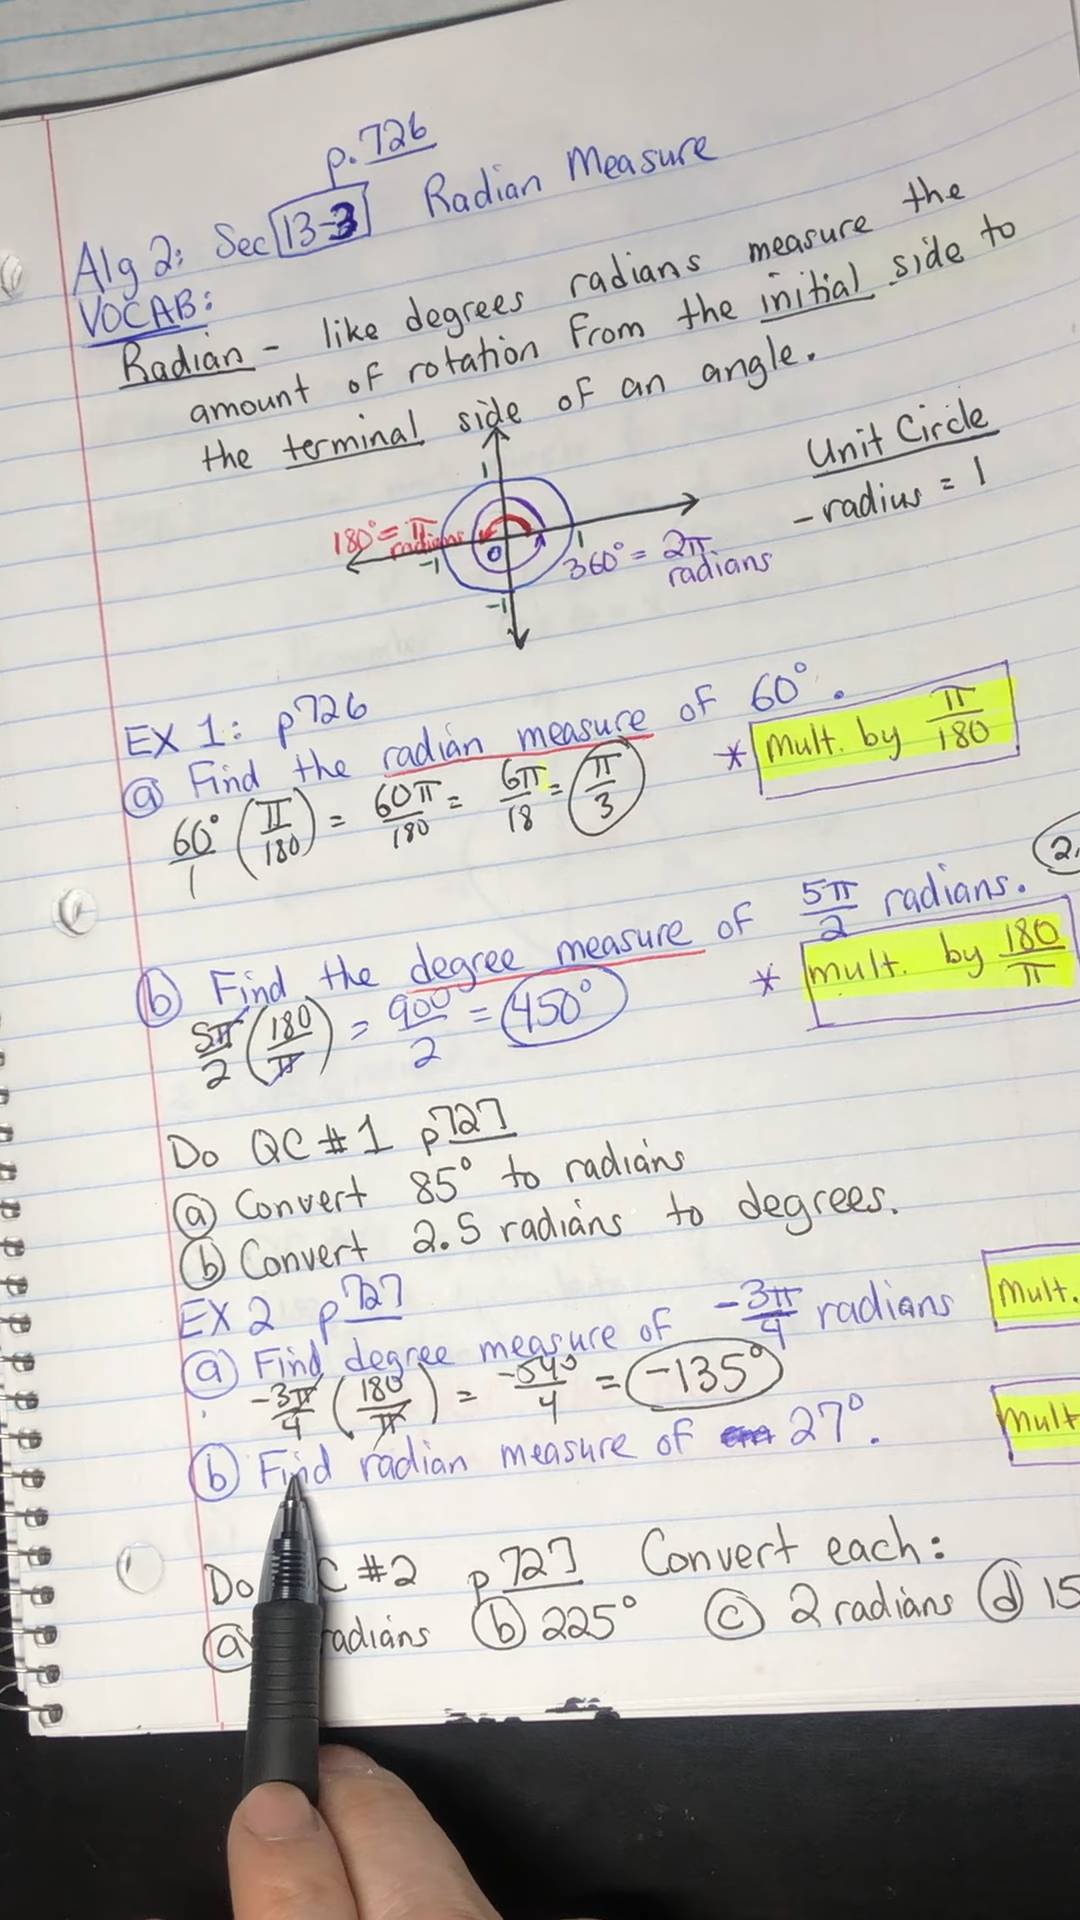 p. 726
Alg 2: Sec 13-3 Radian Measure
VOCAB:
Radian - like degrees radians measure the
amount of rotation from the initial side to
the terminal side of an angle.
Unit Circle
- radius = 1
1
180° = π
radians
-1
0
1
360° = 2π
radians
-1
EX 1: p726
(a) Find the radian measure of 60°.
* mult. by π/180
60°/1 (π/180) = 60π/180 = 6π/18 = π/3
2.
(b) Find the degree measure of 5π/2 radians.
* mult. by 180/π
5π/2 (180/π) = 900/2 = 450°
Do QC #1 p727
(a) Convert 85° to radians
(b) Convert 2.5 radians to degrees.
EX 2 p727
(a) Find degree measure of -3π/4 radians
mult.
-3π/4 (180/π) = -540/4 = -135°
(b) Find radian measure of 27°.
mult
Do C #2 p727 Convert each:
(a) radians (b) 225° (c) 2 radians (d) 15